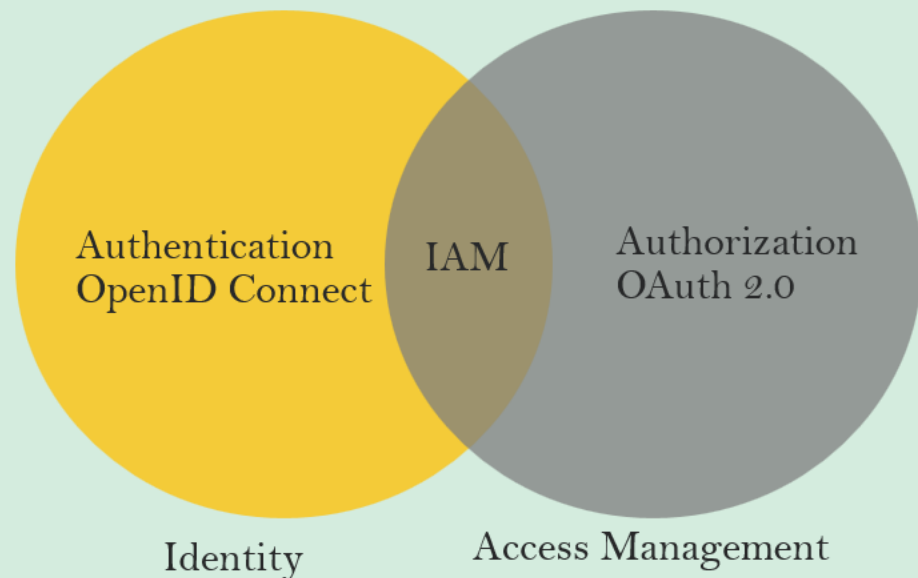 Authentication
OpenID Connect
IAM
Authorization
OAuth 2.0
Identity
Access Management